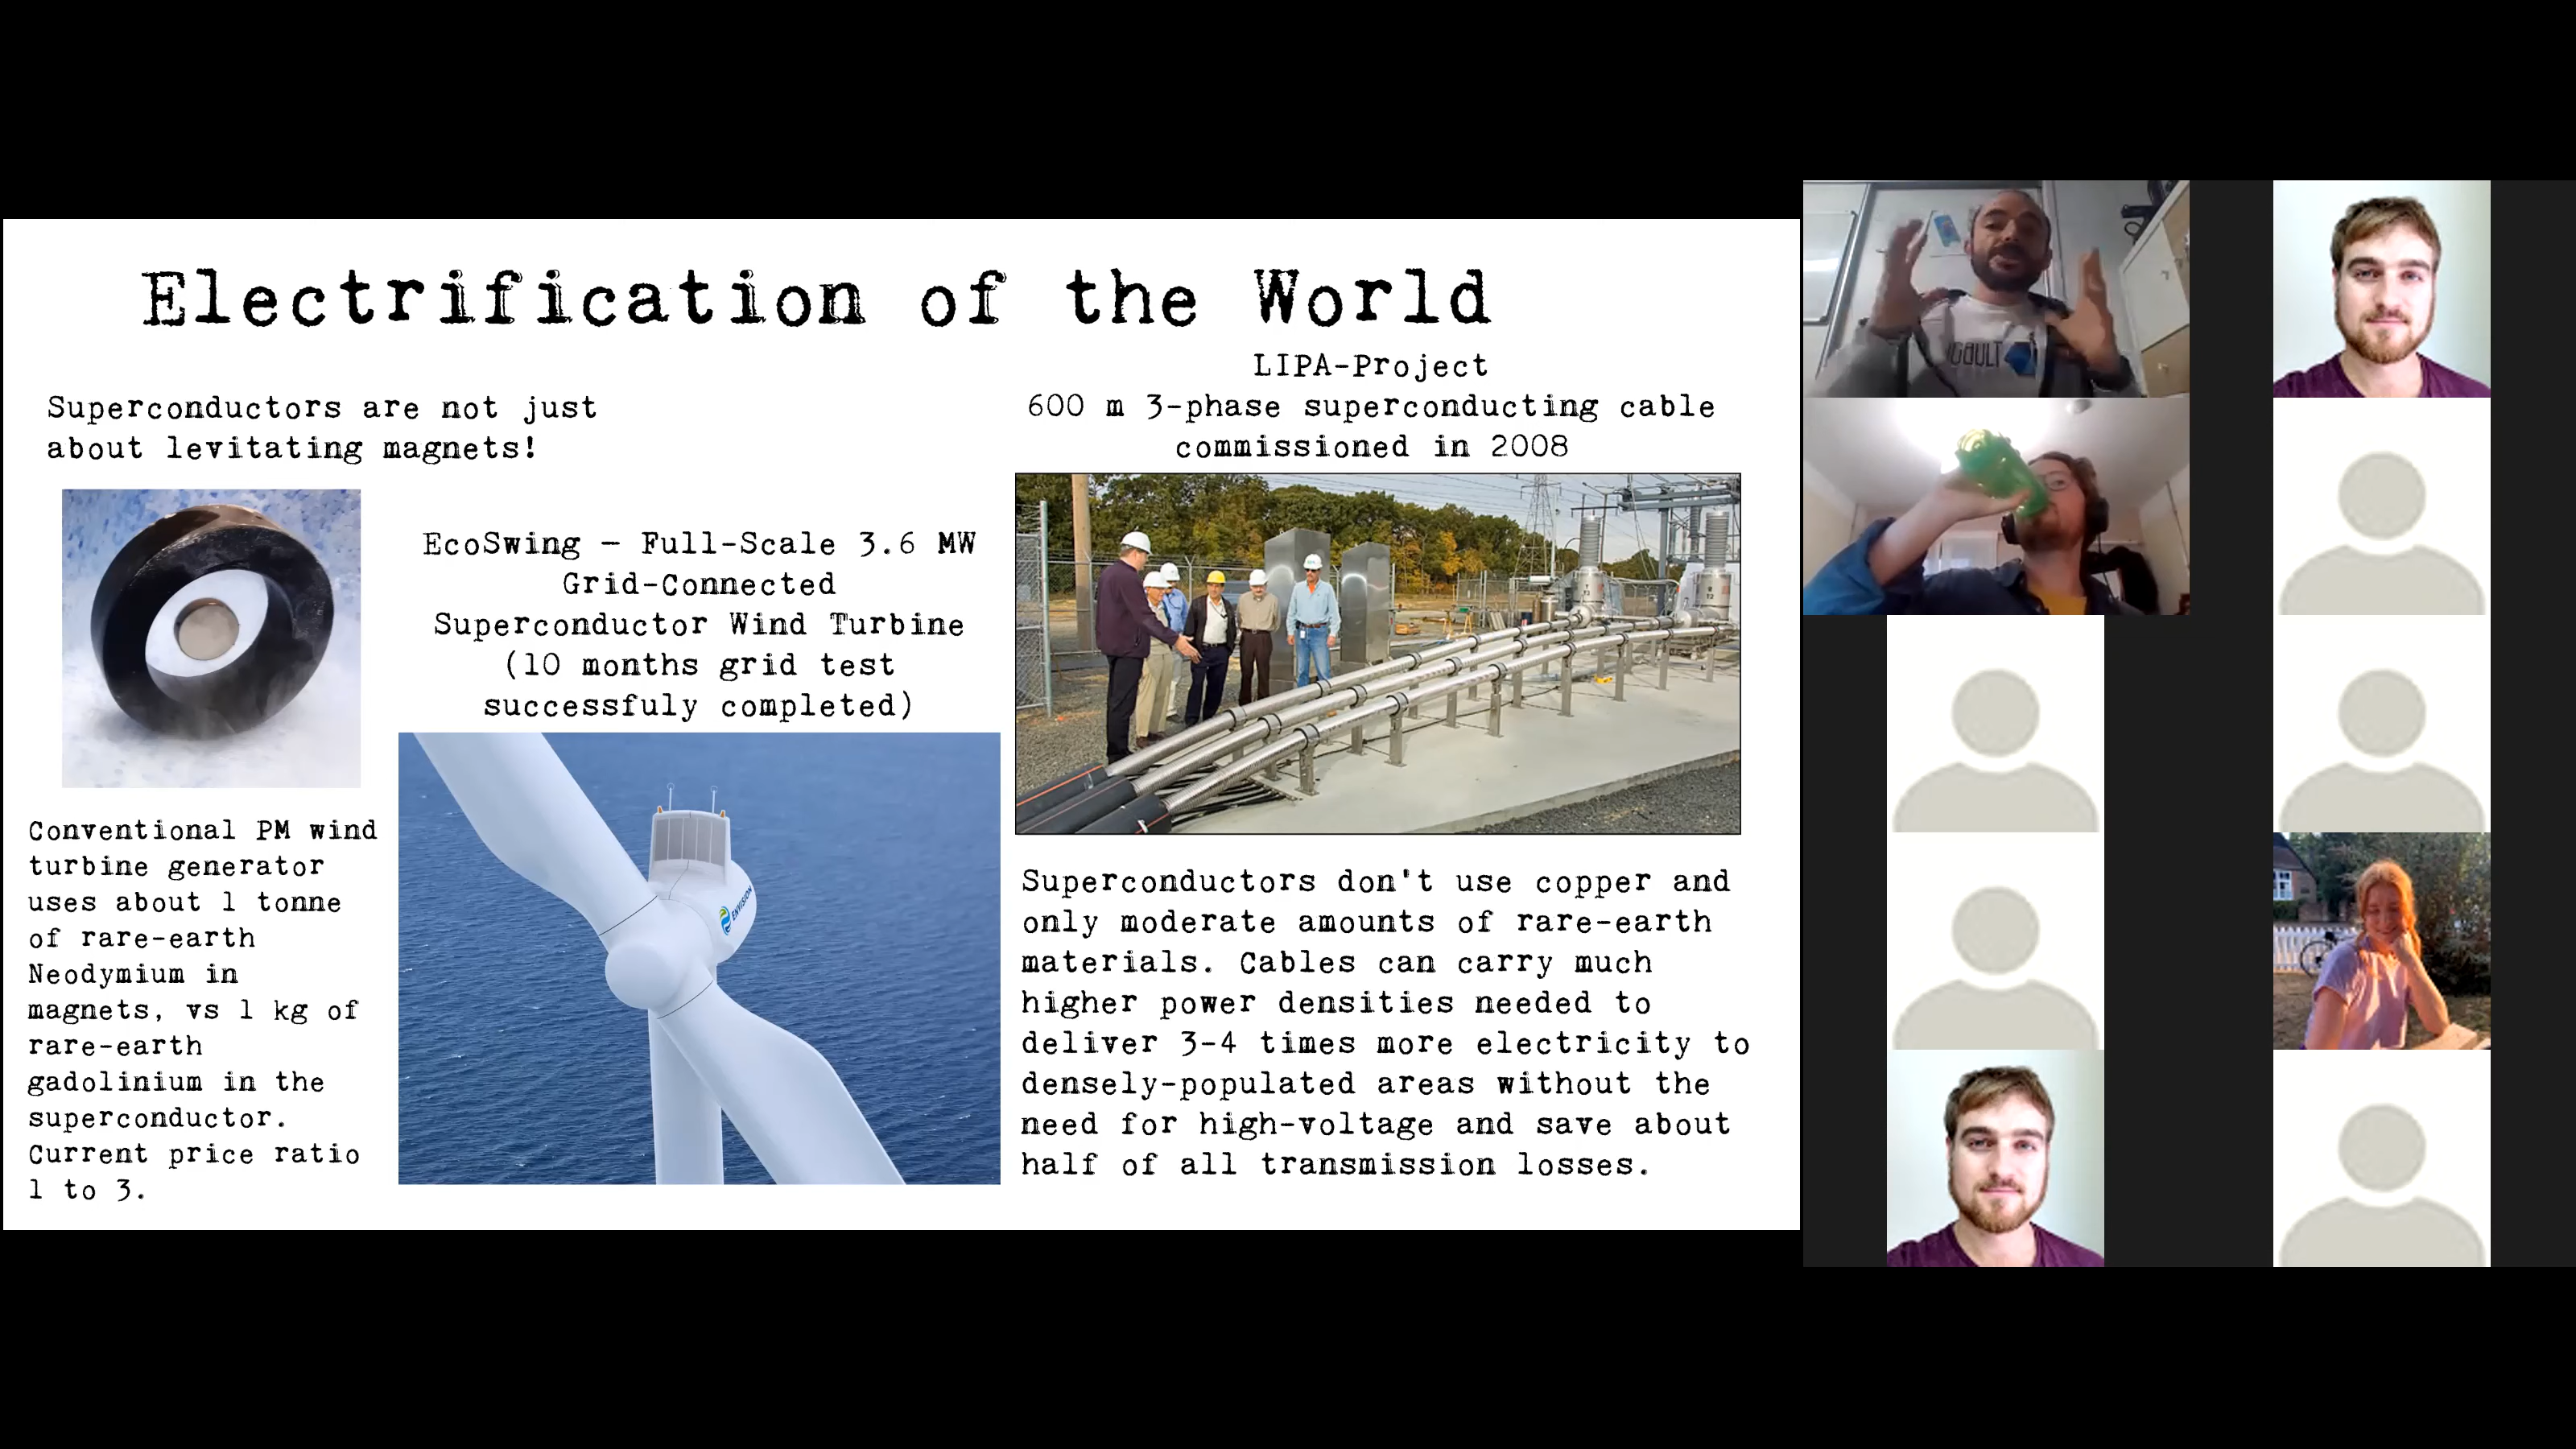 Electrification of the World
Superconductors are not just
about levitating magnets!
Conventional PM wind
turbine generator
uses about 1 tonne
of rare-earth
Neodymium in
magnets, vs 1 kg of
rare-earth
gadolinium in the
superconductor.
Current price ratio
1 to 3.
EcoSwing – Full-Scale 3.6 MW
Grid-Connected
Superconductor Wind Turbine
(10 months grid test
successfuly completed)
ENVISION
LIPA-Project
600 m 3-phase superconducting cable
commissioned in 2008
Superconductors don't use copper and
only moderate amounts of rare-earth
materials. Cables can carry much
higher power densities needed to
deliver 3-4 times more electricity to
densely-populated areas without the
need for high-voltage and save about
half of all transmission losses.